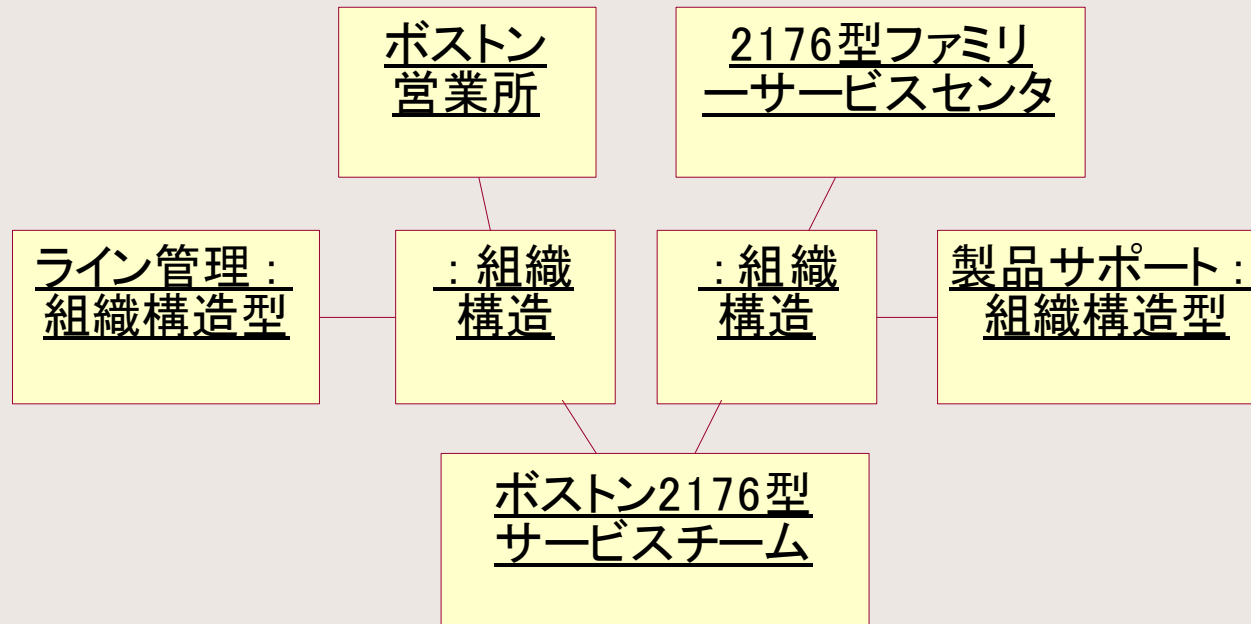 ボストン
営業所
2176型ファミリ
ーサービスセンタ
ライン管理：
組織構造型
：組織
構造
：組織
構造
製品サポート：
組織構造型
ボストン2176型
サービスチーム